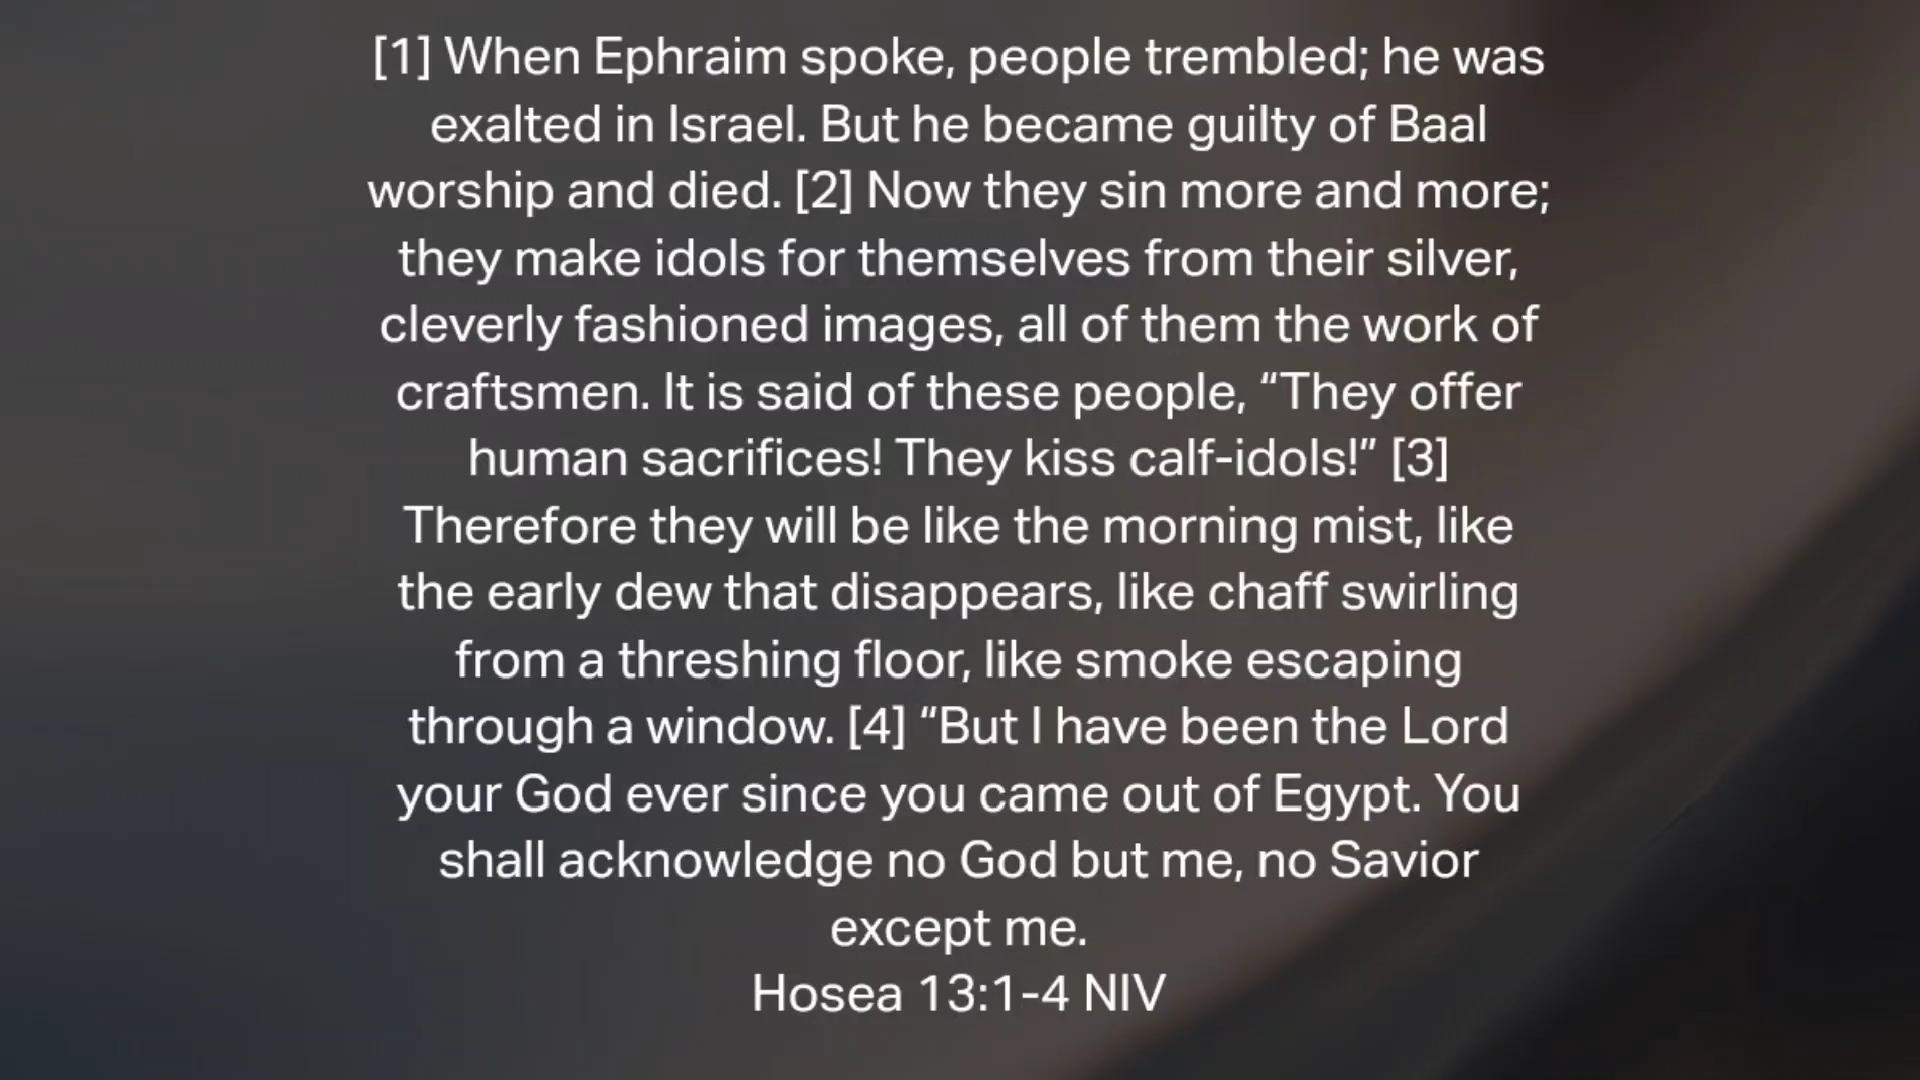 [1] When Ephraim spoke, people trembled; he was
exalted in Israel. But he became guilty of Baal
worship and died. [2] Now they sin more and more;
they make idols for themselves from their silver,
cleverly fashioned images, all of them the work of
craftsmen. It is said of these people, “They offer
human sacrifices! They kiss calf-idols!” [3]
Therefore they will be like the morning mist, like
the early dew that disappears, like chaff swirling
from a threshing floor, like smoke escaping
through a window. [4] “But I have been the Lord
your God ever since you came out of Egypt. You
shall acknowledge no God but me, no Savior
except me.
Hosea 13:1-4 NIV